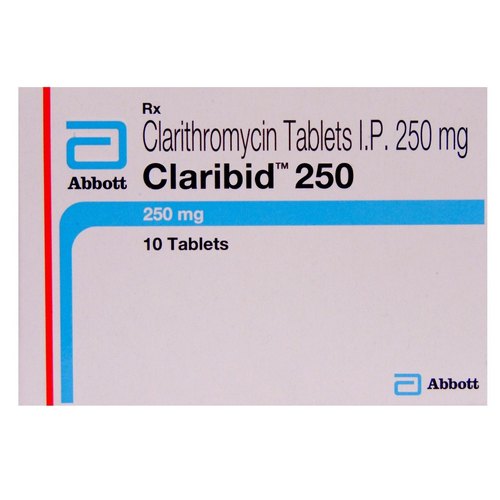 Rx
Clarithromycin Tablets I.P. 250 mg
Claribid™ 250
Abbott
250 mg
10 Tablets
Abbott